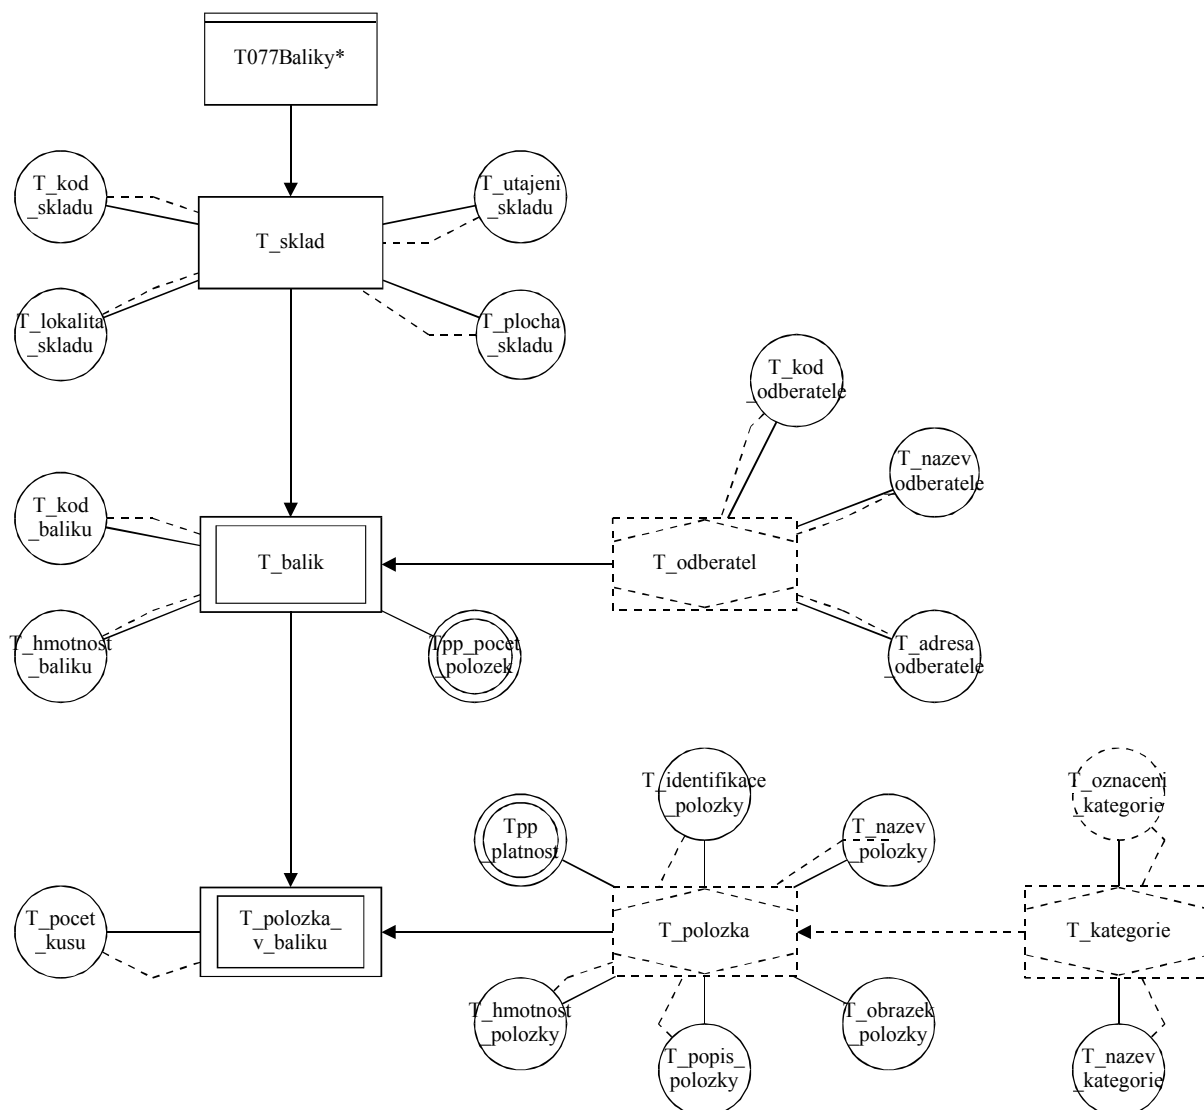 T077Baliky*
T_kod
_skladu
T_utajeni
_skladu
T_sklad
T_lokalita
_skladu
T_plocha
_skladu
T_kod
_odberatele
T_nazev
_odberatele
T_kod
_baliku
T_balik
T_odberatel
T_hmotnost
_baliku
Tpp_pocet
_polozek
T_adresa
_odberatele
T_identifikace
_polozky
T_oznaceni
_kategorie
Tpp
_platnost
T_nazev
_polozky
T_pocet
_kusu
T_polozka_
v_baliku
T_polozka
T_kategorie
T_hmotnost
_polozky
T_popis_
polozky
T_obrazek
_polozky
T_nazev
_kategorie